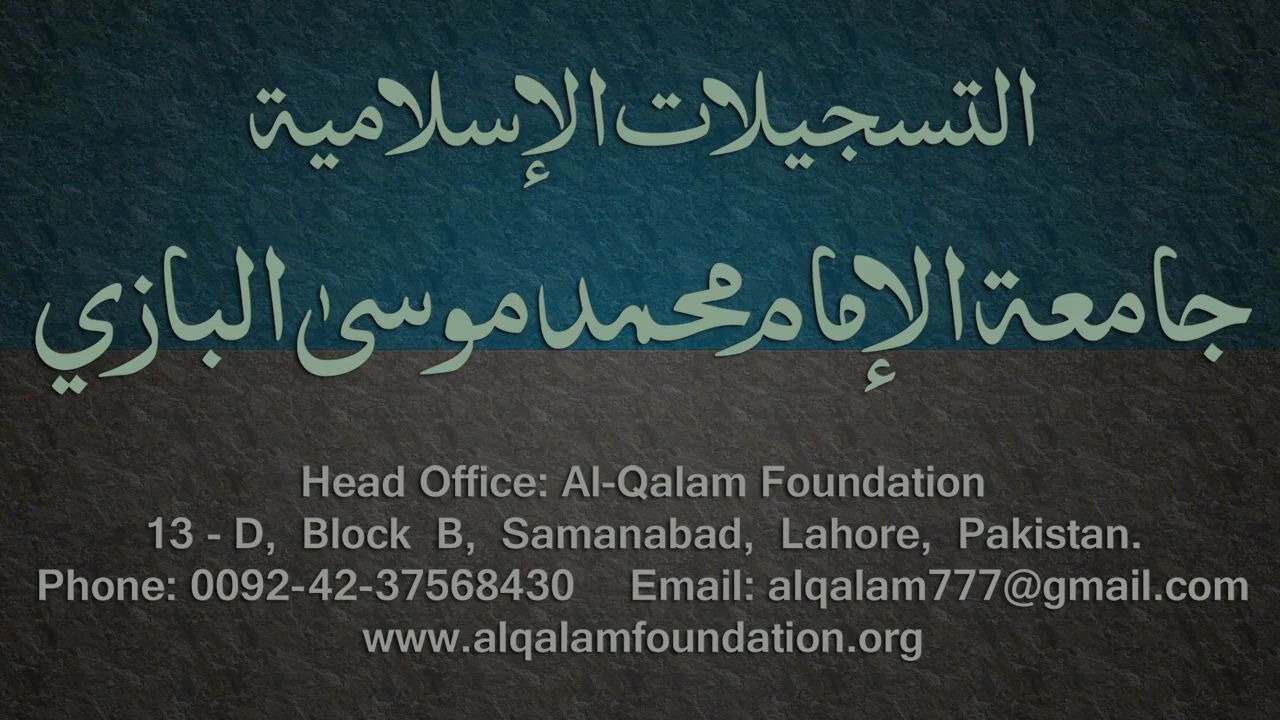 التسجيلات الإسلامية
جامعة الإمام محمد موسىٰ البازي
Head Office: Al-Qalam Foundation
13 - D, Block B, Samanabad, Lahore, Pakistan.
Phone: 0092-42-37568430 Email: alqalam777@gmail.com
www.alqalamfoundation.org